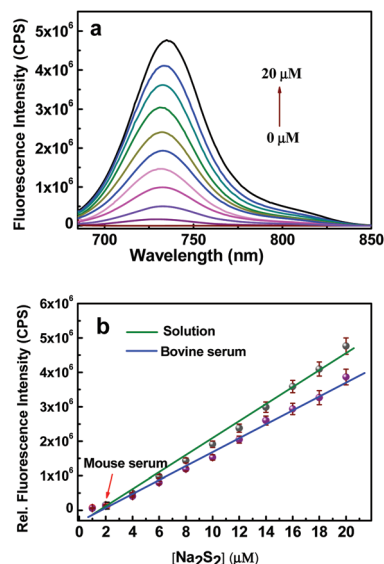 a
Fluorescence Intensity (CPS)
5x10⁶
4x10⁶
3x10⁶
2x10⁶
1x10⁶
0
20 μM
0 μM
700 750 800 850
Wavelength (nm)
b
Rel. Fluorescence Intensity (CPS)
6x10⁶
5x10⁶
4x10⁶
3x10⁶
2x10⁶
1x10⁶
0
Solution
Bovine serum
Mouse serum
0 2 4 6 8 10 12 14 16 18 20
[Na₂S₂] (μM)